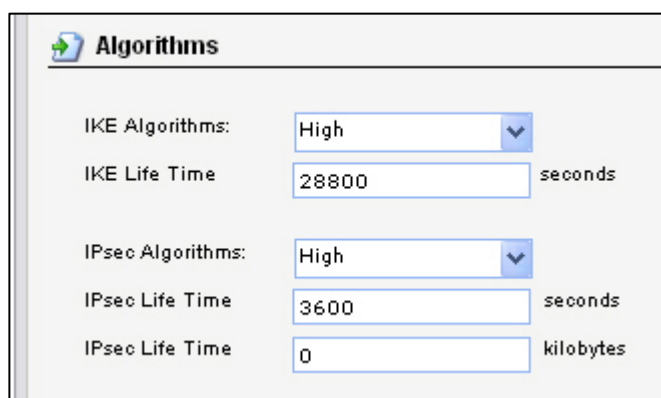 Algorithms
IKE Algorithms: High
IKE Life Time 28800 seconds
IPsec Algorithms: High
IPsec Life Time 3600 seconds
IPsec Life Time 0 kilobytes